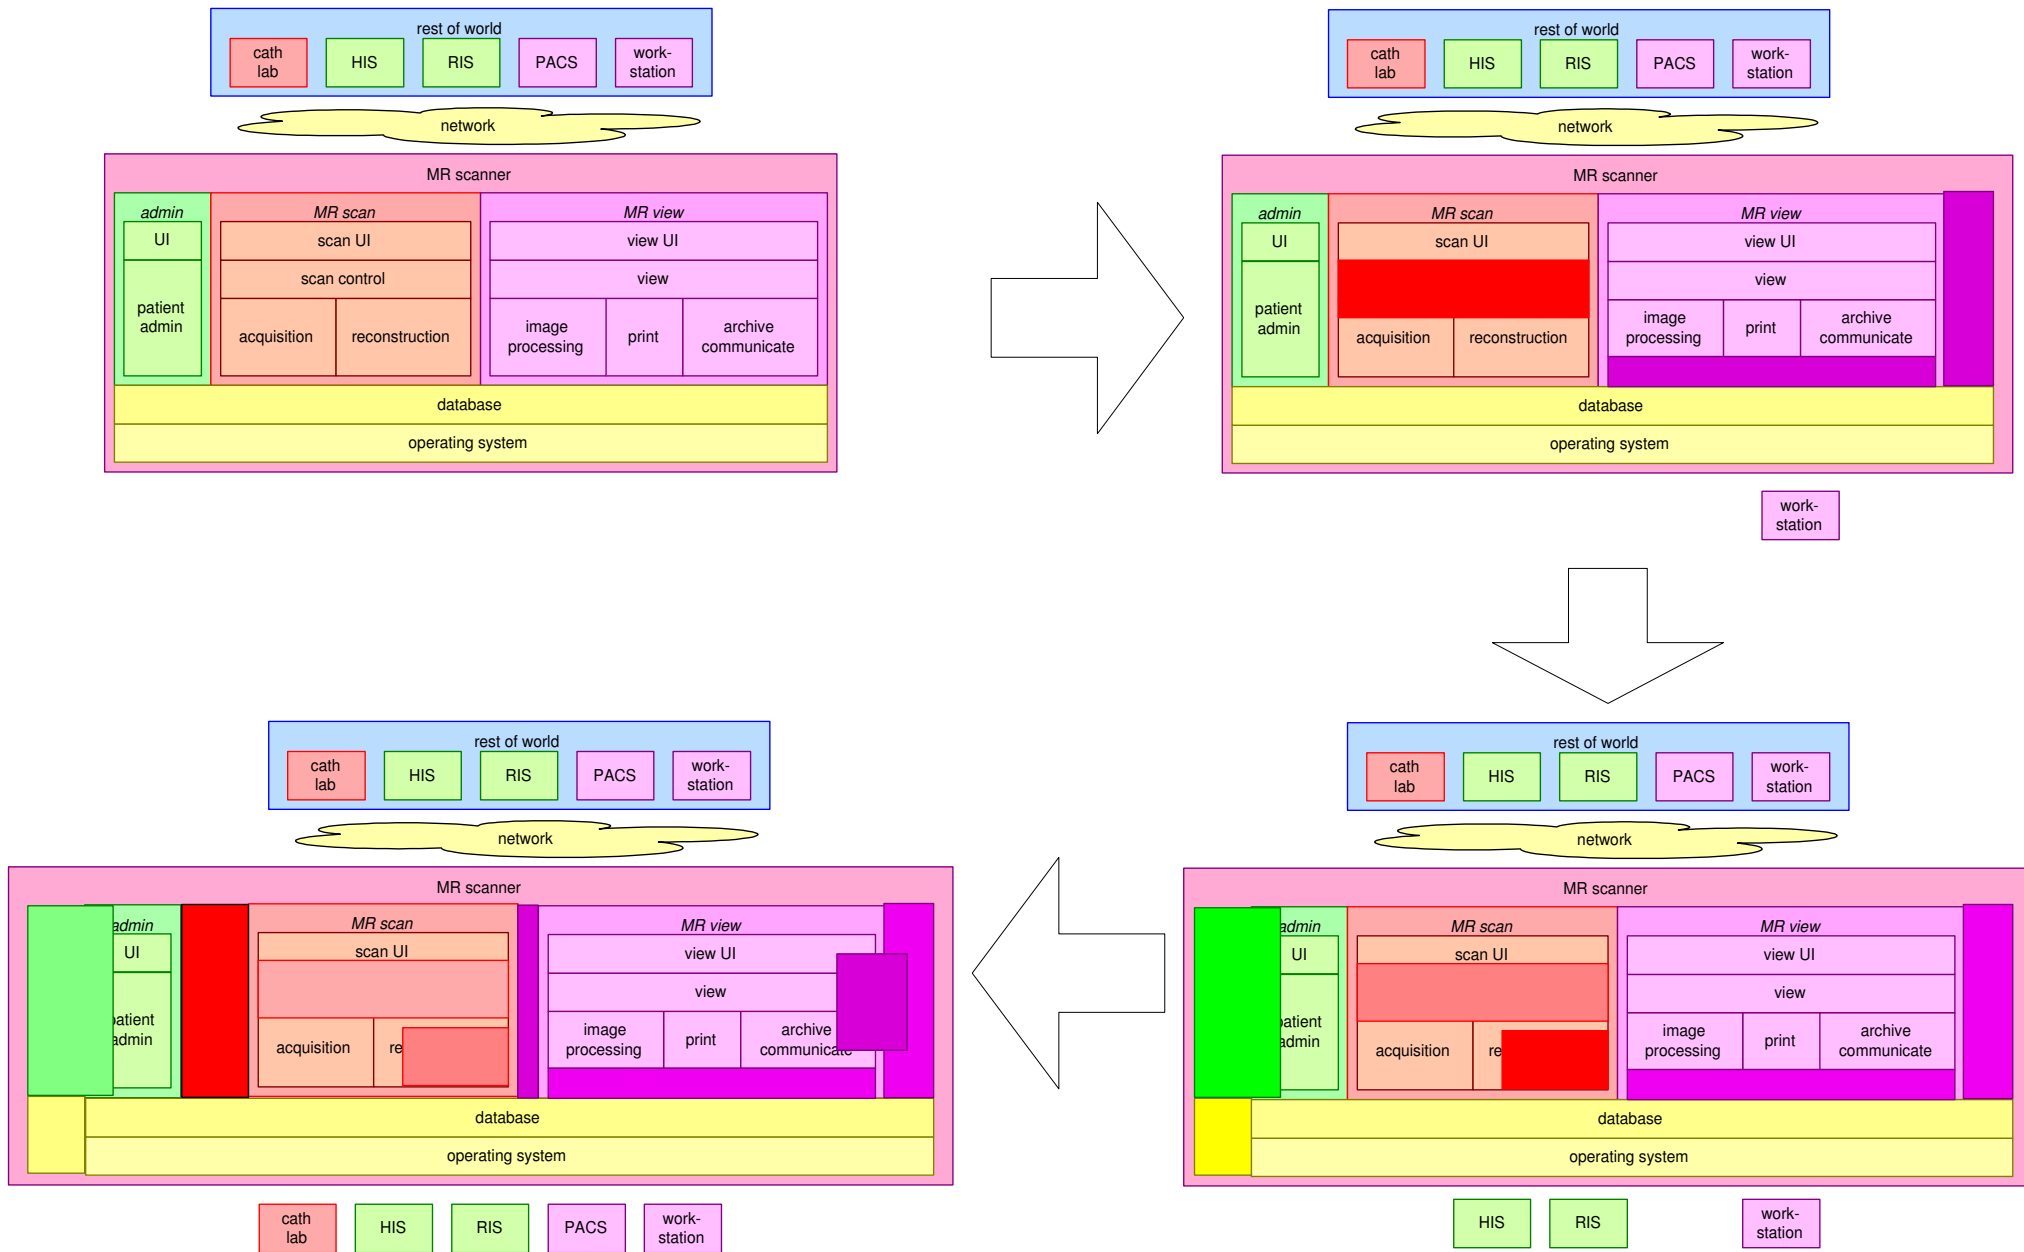 rest of world
cath
lab
HIS
RIS
PACS
work-
station
network
MR scanner
admin
MR scan
MR view
UI
scan UI
view UI
scan control
view
patient
admin
acquisition
reconstruction
image
processing
print
archive
communicate
database
operating system
rest of world
cath
lab
HIS
RIS
PACS
work-
station
network
MR scanner
admin
MR scan
MR view
UI
scan UI
view UI
view
patient
admin
acquisition
reconstruction
image
processing
print
archive
communicate
database
operating system
work-
station
rest of world
cath
lab
HIS
RIS
PACS
work-
station
network
MR scanner
admin
MR scan
MR view
UI
scan UI
view UI
view
patient
admin
acquisition
re
image
processing
print
archive
communicate
database
operating system
HIS
RIS
work-
station
rest of world
cath
lab
HIS
RIS
PACS
work-
station
network
MR scanner
admin
MR scan
MR view
UI
scan UI
view UI
view
patient
admin
acquisition
re
image
processing
print
archive
communicate
database
operating system
cath
lab
HIS
RIS
PACS
work-
station